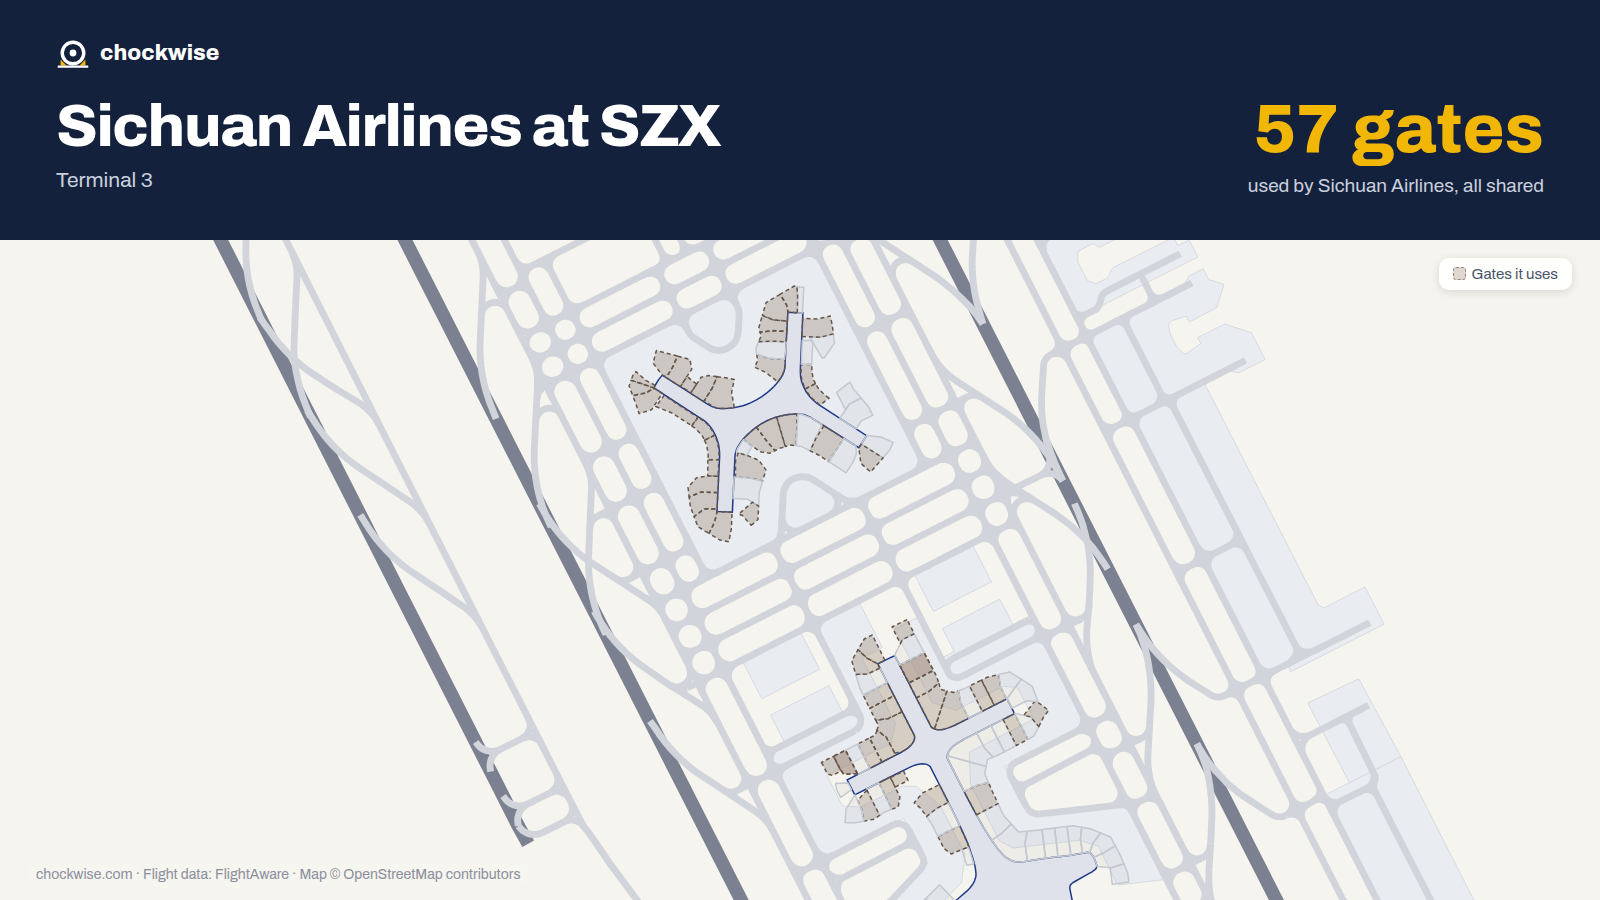 chockwise
Sichuan Airlines at SZX
Terminal 3
57 gates
used by Sichuan Airlines, all shared
Gates it uses
chockwise.com · Flight data: FlightAware · Map © OpenStreetMap contributors